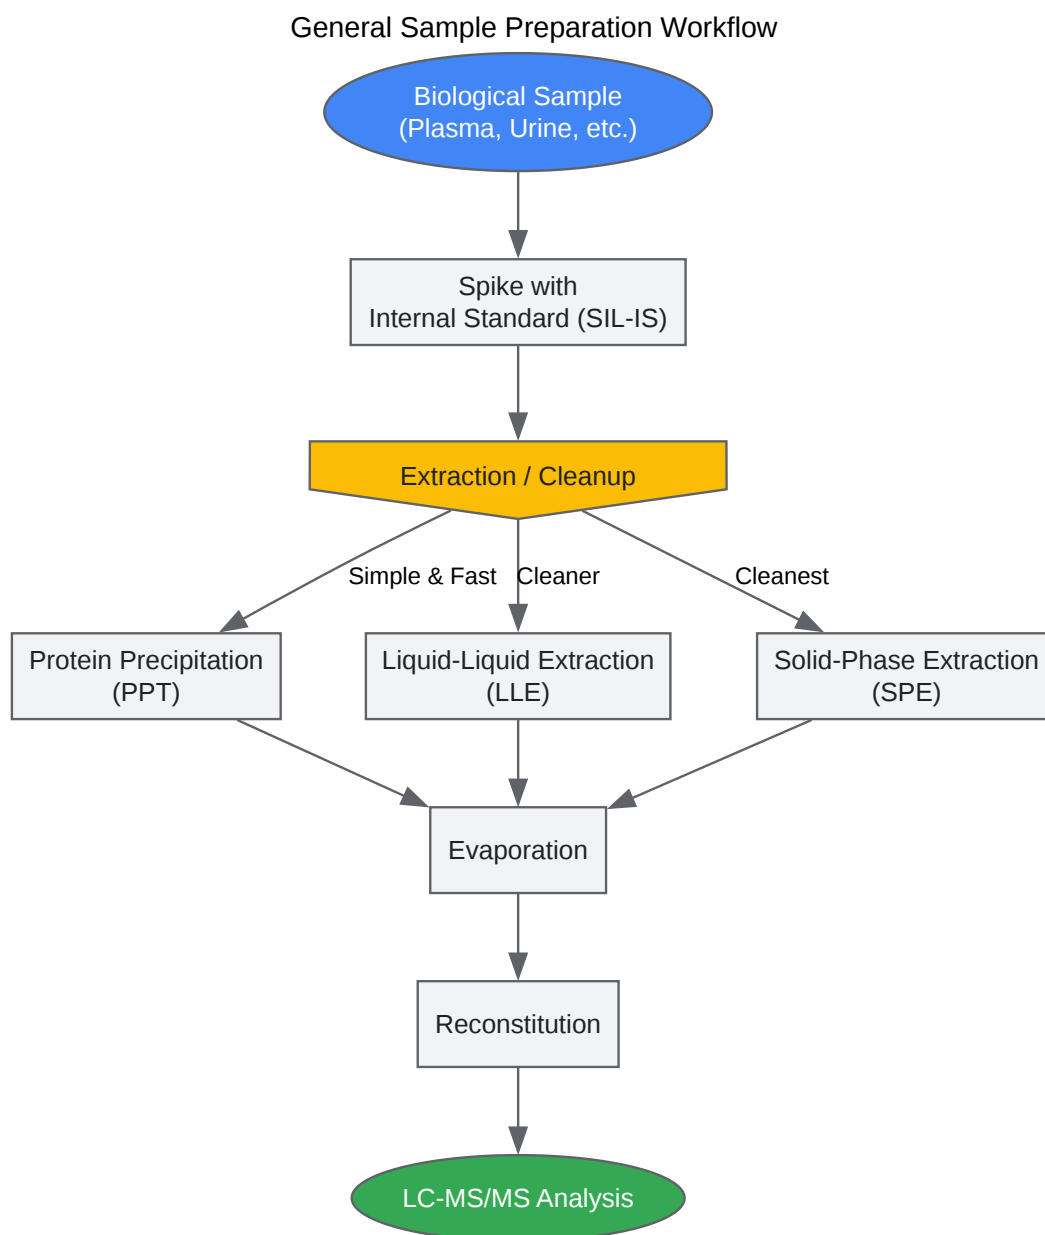 General Sample Preparation Workflow
Biological Sample
(Plasma, Urine, etc.)
Spike with
Internal Standard (SIL-IS)
Extraction / Cleanup
Simple & Fast
Cleaner
Cleanest
Protein Precipitation
(PPT)
Liquid-Liquid Extraction
(LLE)
Solid-Phase Extraction
(SPE)
Evaporation
Reconstitution
LC-MS/MS Analysis